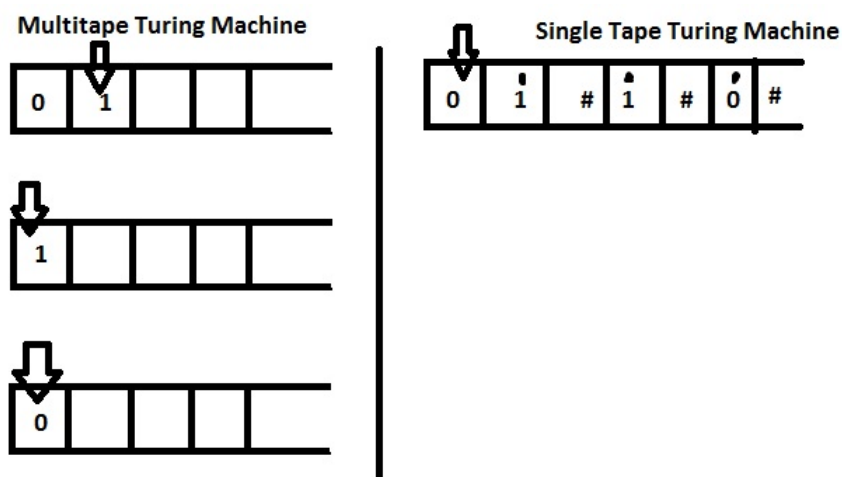 Multitape Turing Machine
0 1
1
0
Single Tape Turing Machine
0 1 # 1 # 0 #